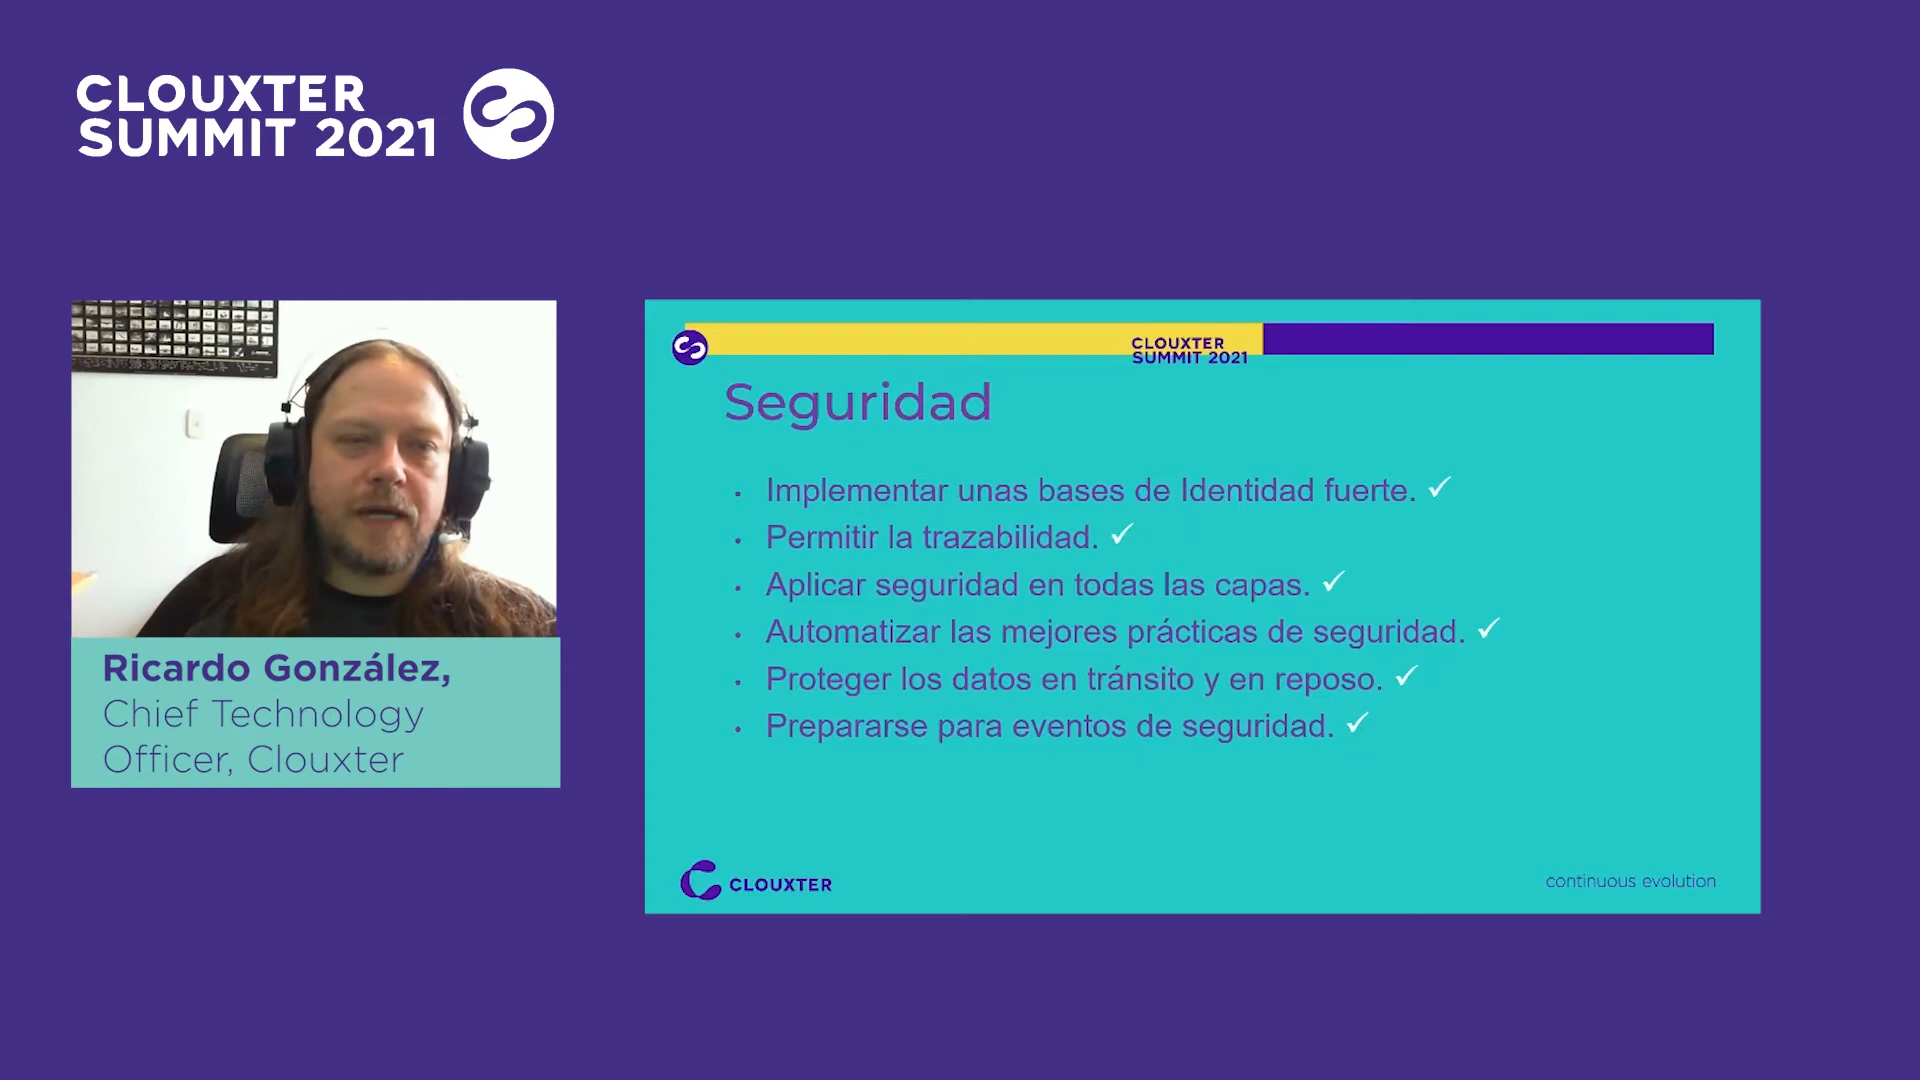 CLOUXTER
SUMMIT 2021
Ricardo González,
Chief Technology
Officer, Clouxter
CLOUXTER
SUMMIT 2021
Seguridad
· Implementar unas bases de Identidad fuerte. ✓
· Permitir la trazabilidad. ✓
· Aplicar seguridad en todas las capas. ✓
· Automatizar las mejores prácticas de seguridad. ✓
· Proteger los datos en tránsito y en reposo. ✓
· Prepararse para eventos de seguridad. ✓
CLOUXTER
continuous evolution